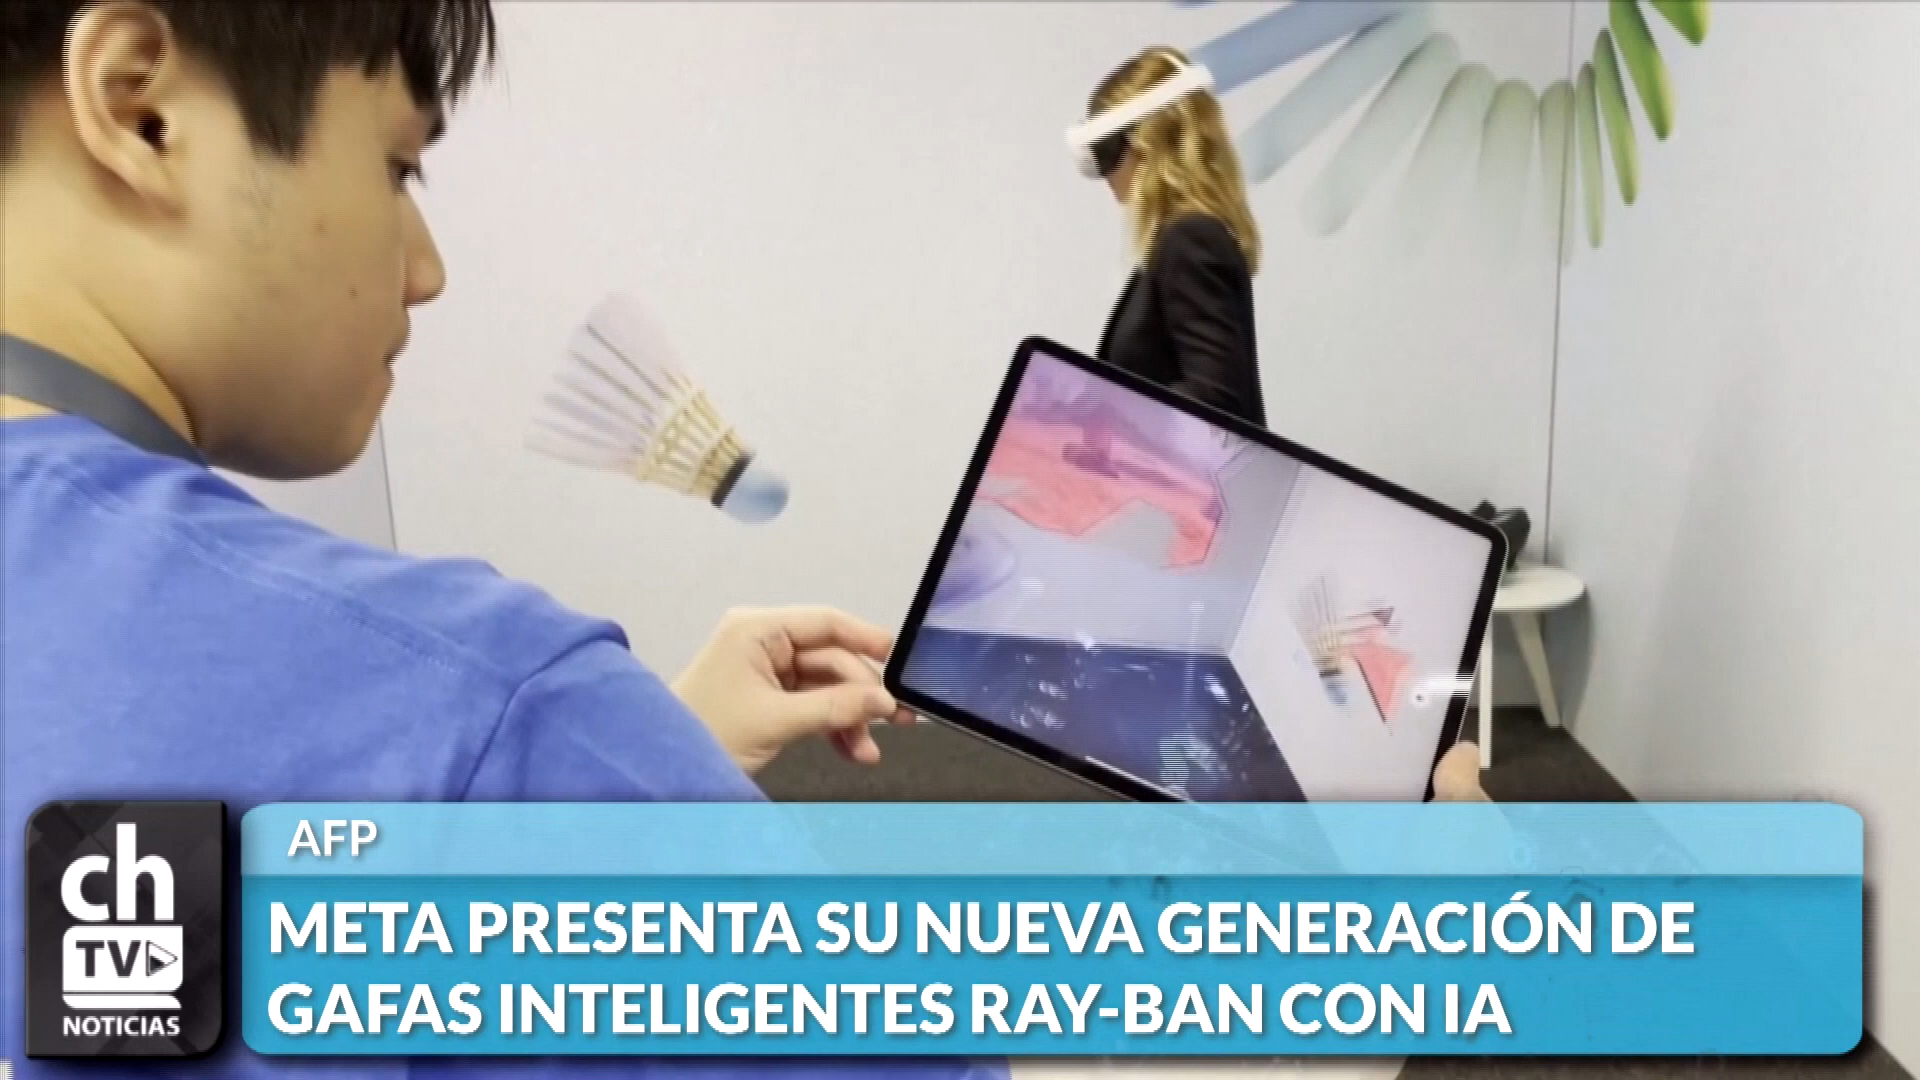 AFP
META PRESENTA SU NUEVA GENERACIÓN DE
GAFAS INTELIGENTES RAY-BAN CON IA
ch
TV
NOTICIAS